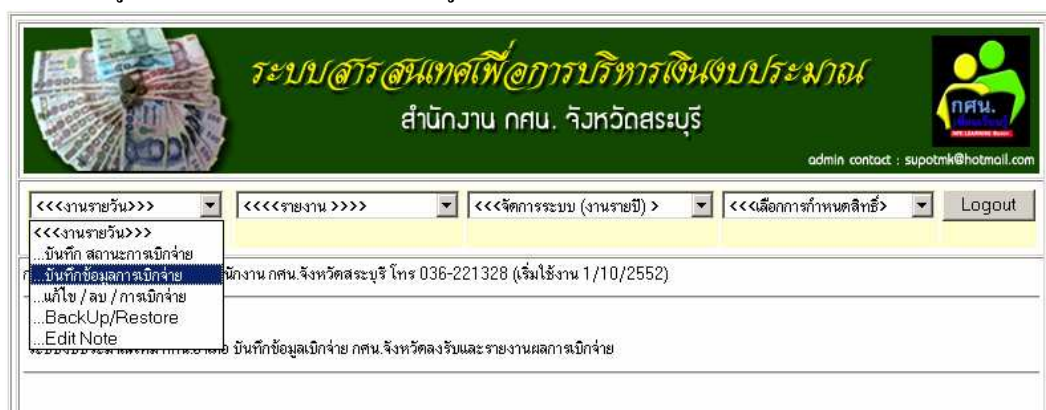 ระบบสารสนเทศเพื่อการบริหารเงินงบประมาณ
สำนักงาน กศน. จังหวัดสระบุรี
กศน.
admin contact : supotmk@hotmail.com
<<<งานรายวัน>>> <<<<รายงาน >>>> <<<จัดการระบบ (งานรายปี) > <<<เลือกการกำหนดสิทธิ์> Logout
<<<งานรายวัน>>>
...บันทึก สถานะการเบิกจ่าย
...บันทึกข้อมูลการเบิกจ่าย
...แก้ไข / ลบ / การเบิกจ่าย
...BackUp/Restore
...Edit Note
นักงาน กศน.จังหวัดสระบุรี โทร 036-221328 (เริ่มใช้งาน 1/10/2552)
บันทึกข้อมูลเบิกจ่าย กศน.จังหวัดลงรับและรายงานผลการเบิกจ่าย